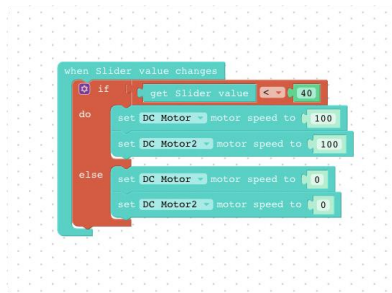 when Slider value changes
if get Slider value < 40
do set DC Motor motor speed to 100
set DC Motor2 motor speed to 100
else set DC Motor motor speed to 0
set DC Motor2 motor speed to 0